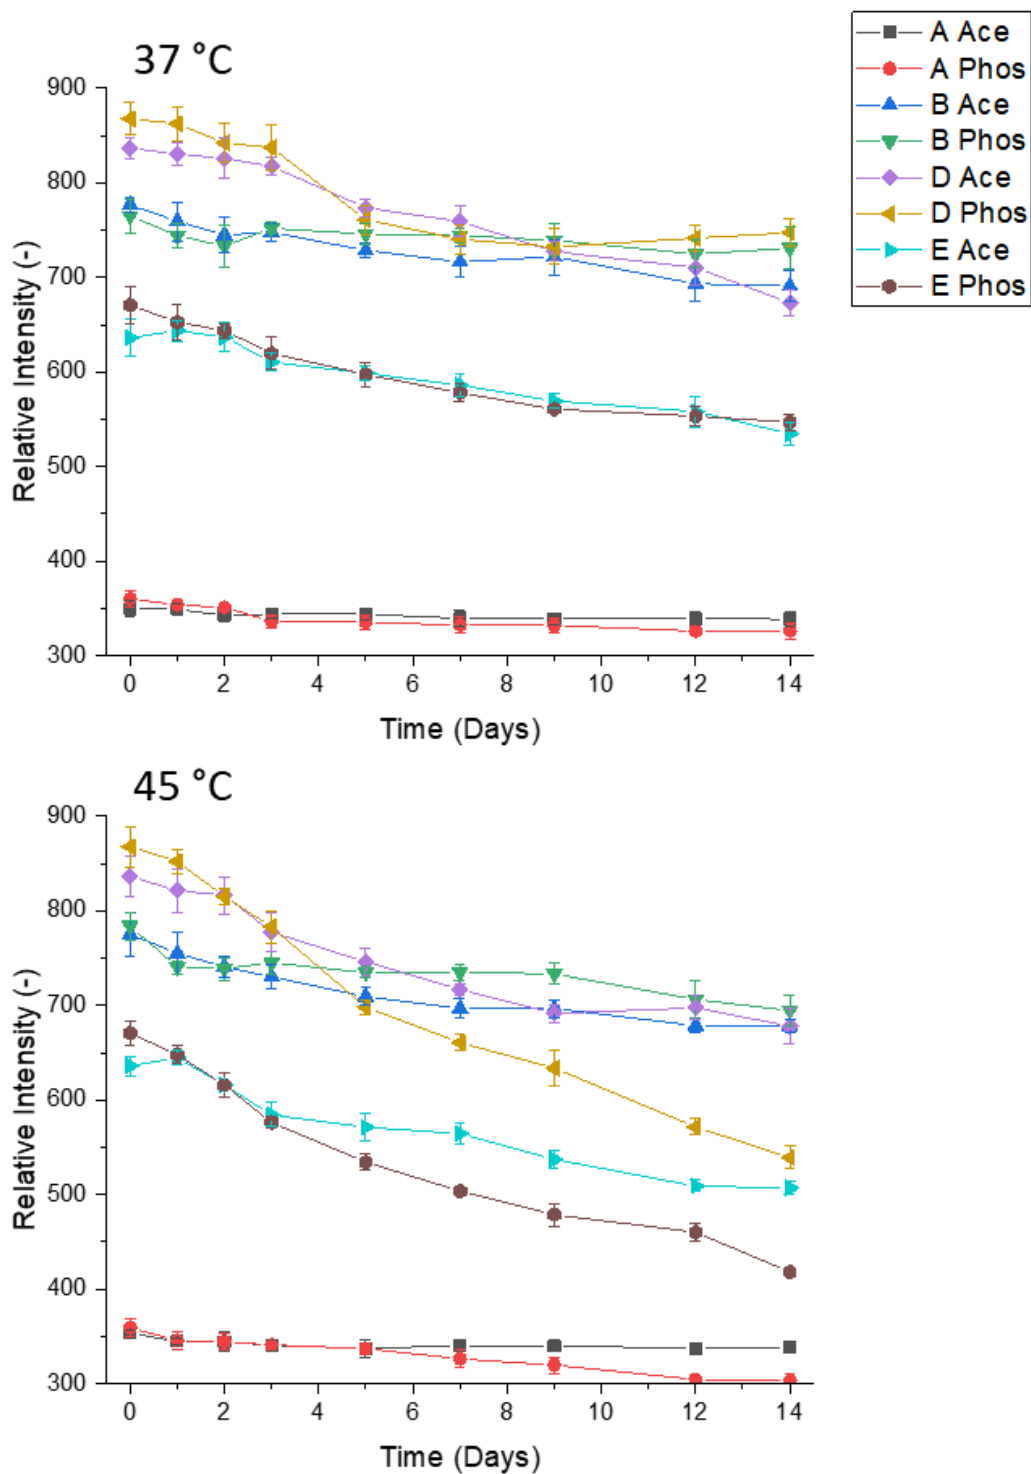 37 °C
A Ace
A Phos
B Ace
B Phos
D Ace
D Phos
E Ace
E Phos
900
800
700
600
500
400
300
Relative Intensity (-)
0 2 4 6 8 10 12 14
Time (Days)
45 °C
900
800
700
600
500
400
300
Relative Intensity (-)
0 2 4 6 8 10 12 14
Time (Days)